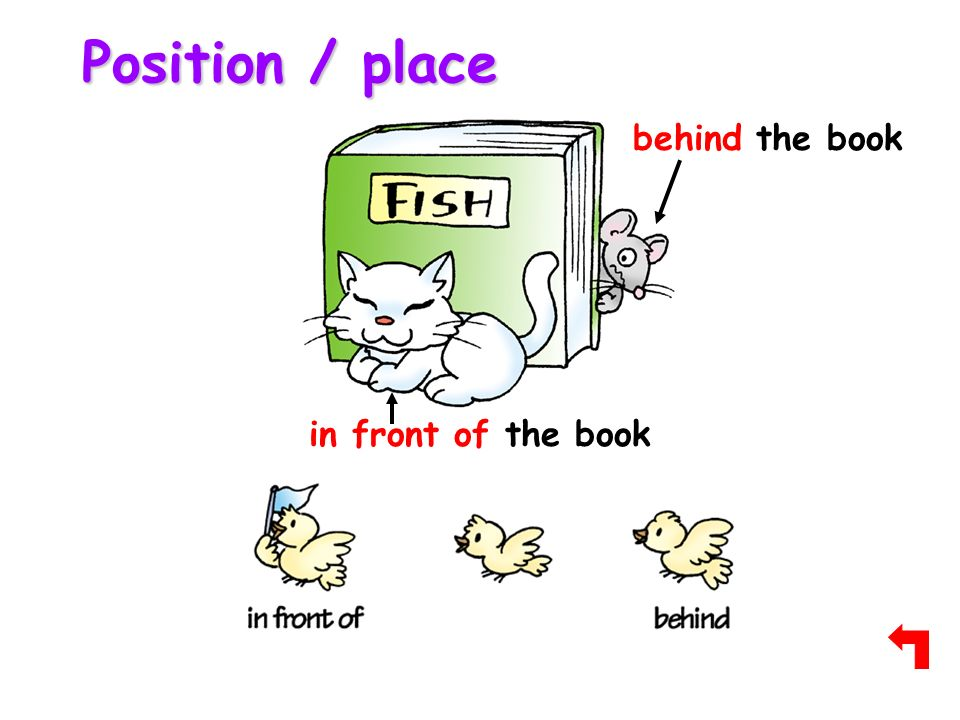 Position / place
behind the book
FISH
in front of the book
in front of
behind